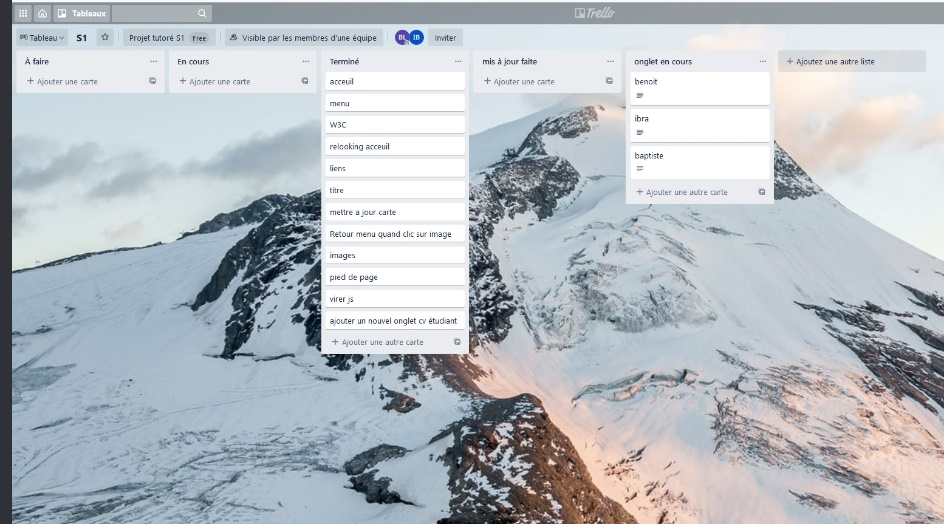 Tableaux
Trello
Tableau
S1
Projet tutoré S1 Free
Visible par les membres d'une équipe
BL
IB
Inviter
À faire
+ Ajouter une carte
En cours
+ Ajouter une carte
Terminé
acceuil
menu
W3C
relooking acceuil
liens
titre
mettre a jour carte
Retour menu quand clic sur image
images
pied de page
virer js
ajouter un nouvel onglet cv étudiant
+ Ajouter une autre carte
mis à jour faite
+ Ajouter une carte
onglet en cours
benoit
ibra
baptiste
+ Ajouter une autre carte
+ Ajoutez une autre liste